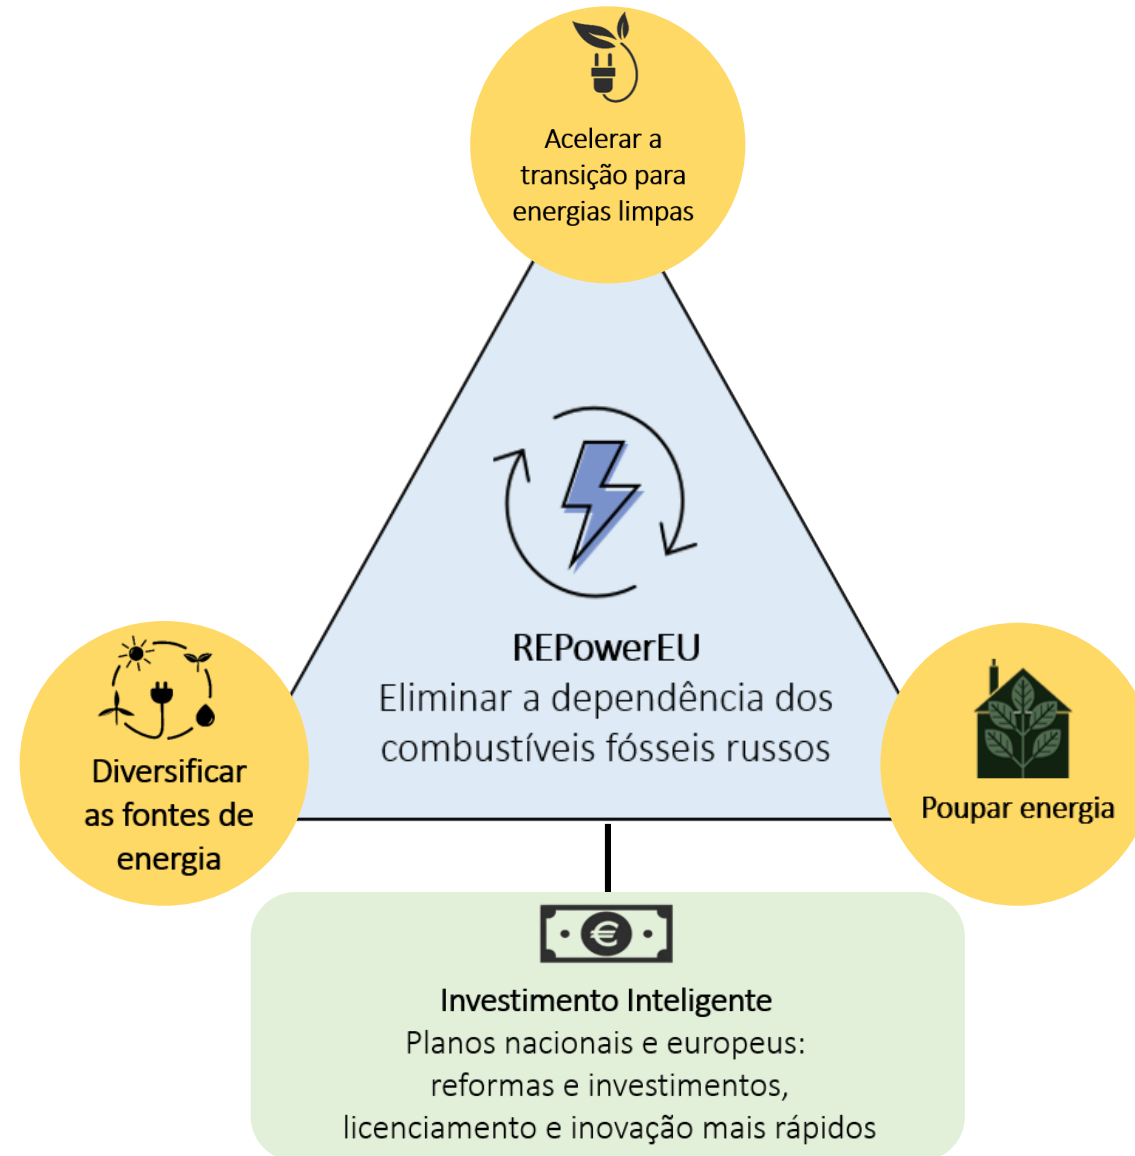 Acelerar a
transição para
energias limpas
REPowerEU
Eliminar a dependência dos
combustíveis fósseis russos
Diversificar
as fontes de
energia
Poupar energia
€
Investimento Inteligente
Planos nacionais e europeus:
reformas e investimentos,
licenciamento e inovação mais rápidos